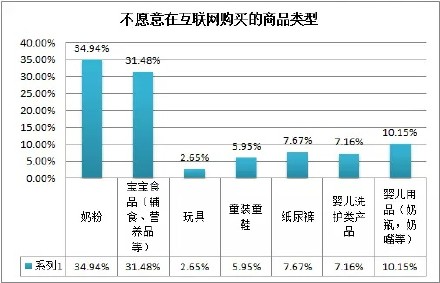 不愿意在互联网购买的商品类型
40.00%
35.00%
30.00%
25.00%
20.00%
15.00%
10.00%
5.00%
0.00%
34.94%
31.48%
2.65%
5.95%
7.67%
7.16%
10.15%
奶粉
宝宝食
品（辅
食、营
养品
等）
玩具
童装童
鞋
纸尿裤
婴儿洗
护类产
品
婴儿用
品（奶
瓶，奶
嘴等）
系列1 34.94% 31.48% 2.65% 5.95% 7.67% 7.16% 10.15%